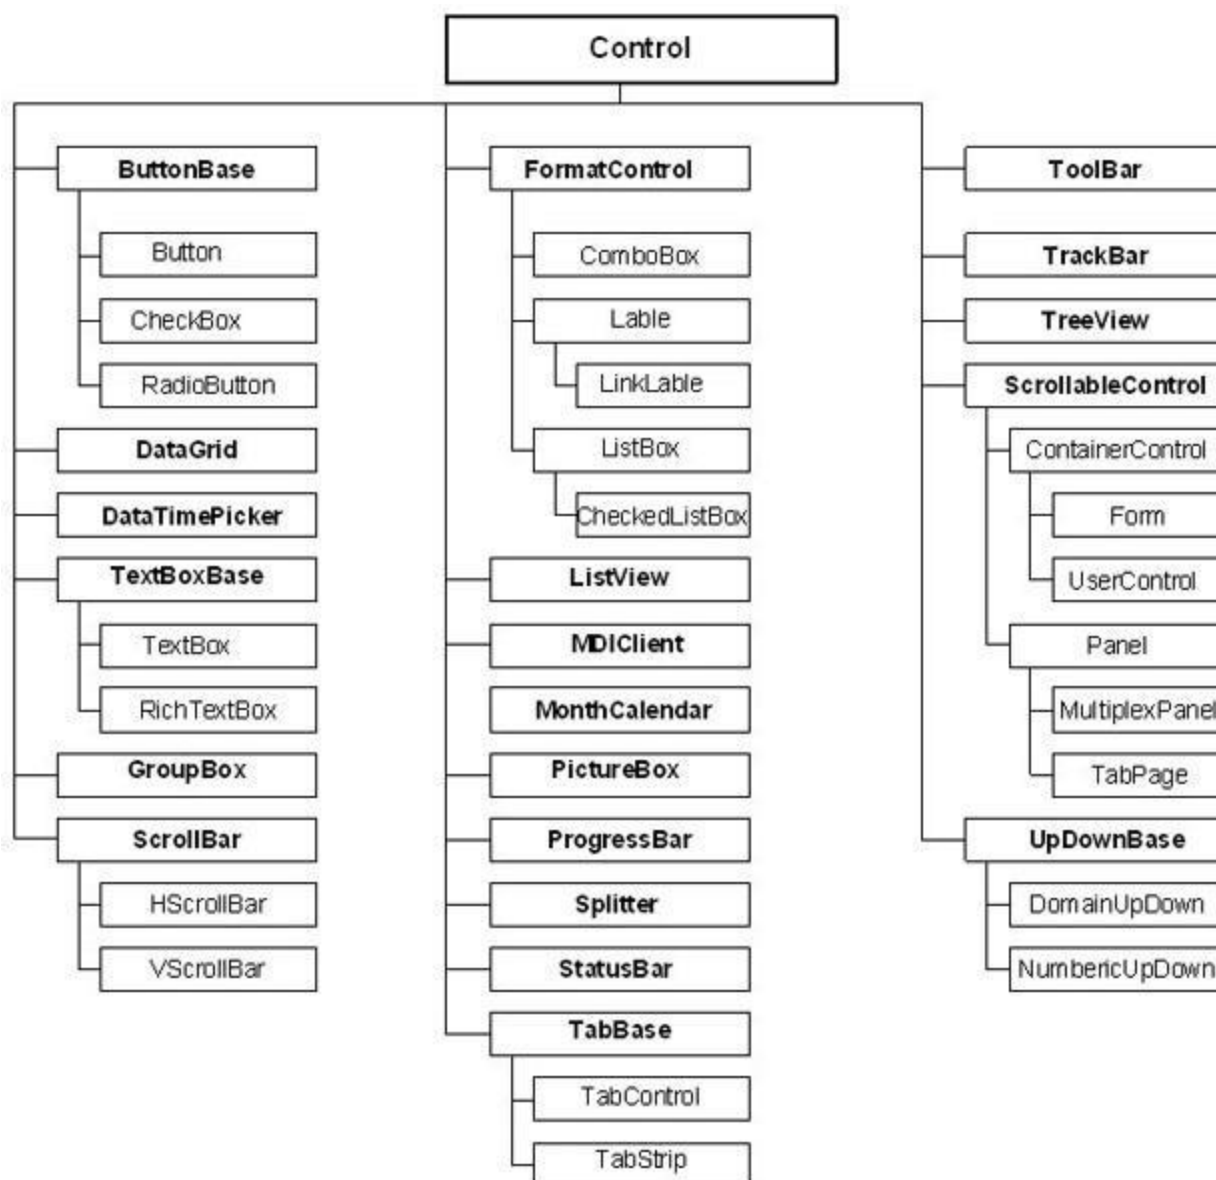 Control
ButtonBase
Button
CheckBox
RadioButton
DataGrid
DataTimePicker
TextBoxBase
TextBox
RichTextBox
GroupBox
ScrollBar
HScrollBar
VScrollBar
FormatControl
ComboBox
Lable
LinkLable
ListBox
CheckedListBox
ListView
MDIClient
MonthCalendar
PictureBox
ProgressBar
Splitter
StatusBar
TabBase
TabControl
TabStrip
ToolBar
TrackBar
TreeView
ScrollableControl
ContainerControl
Form
UserControl
Panel
MultiplexPanel
TabPage
UpDownBase
DomainUpDown
NumbericUpDown